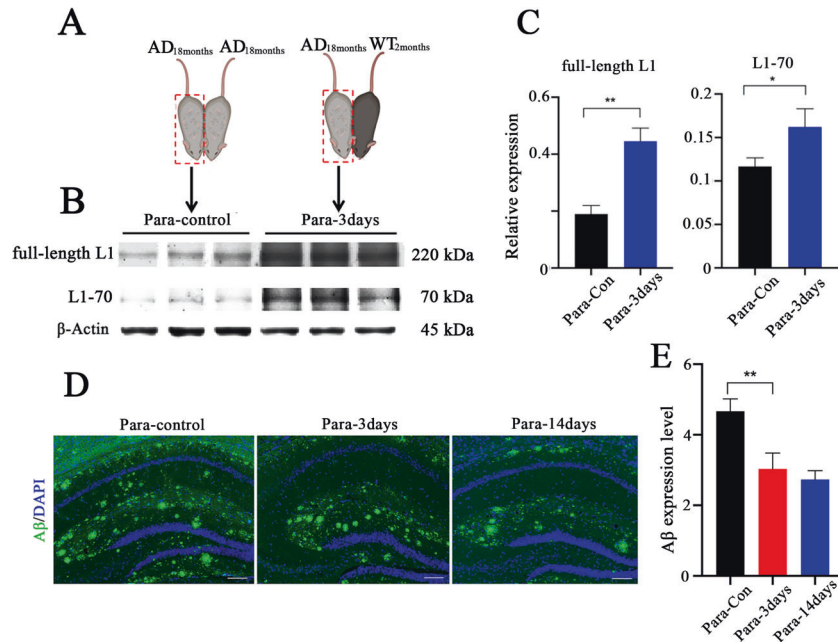 A
AD18months AD18months
AD18months WT2months
B
Para-control Para-3days
full-length L1 220 kDa
L1-70 70 kDa
β-Actin 45 kDa
C
full-length L1
**
Relative expression
0.6
0.4
0.2
0
Para-Con
Para-3days
L1-70
*
0.2
0.15
0.1
0.05
0
Para-Con
Para-3days
D
Para-control Para-3days Para-14days
Aβ/DAPI
E
**
Aβ expression level
6
4
2
0
Para-Con
Para-3days
Para-14days